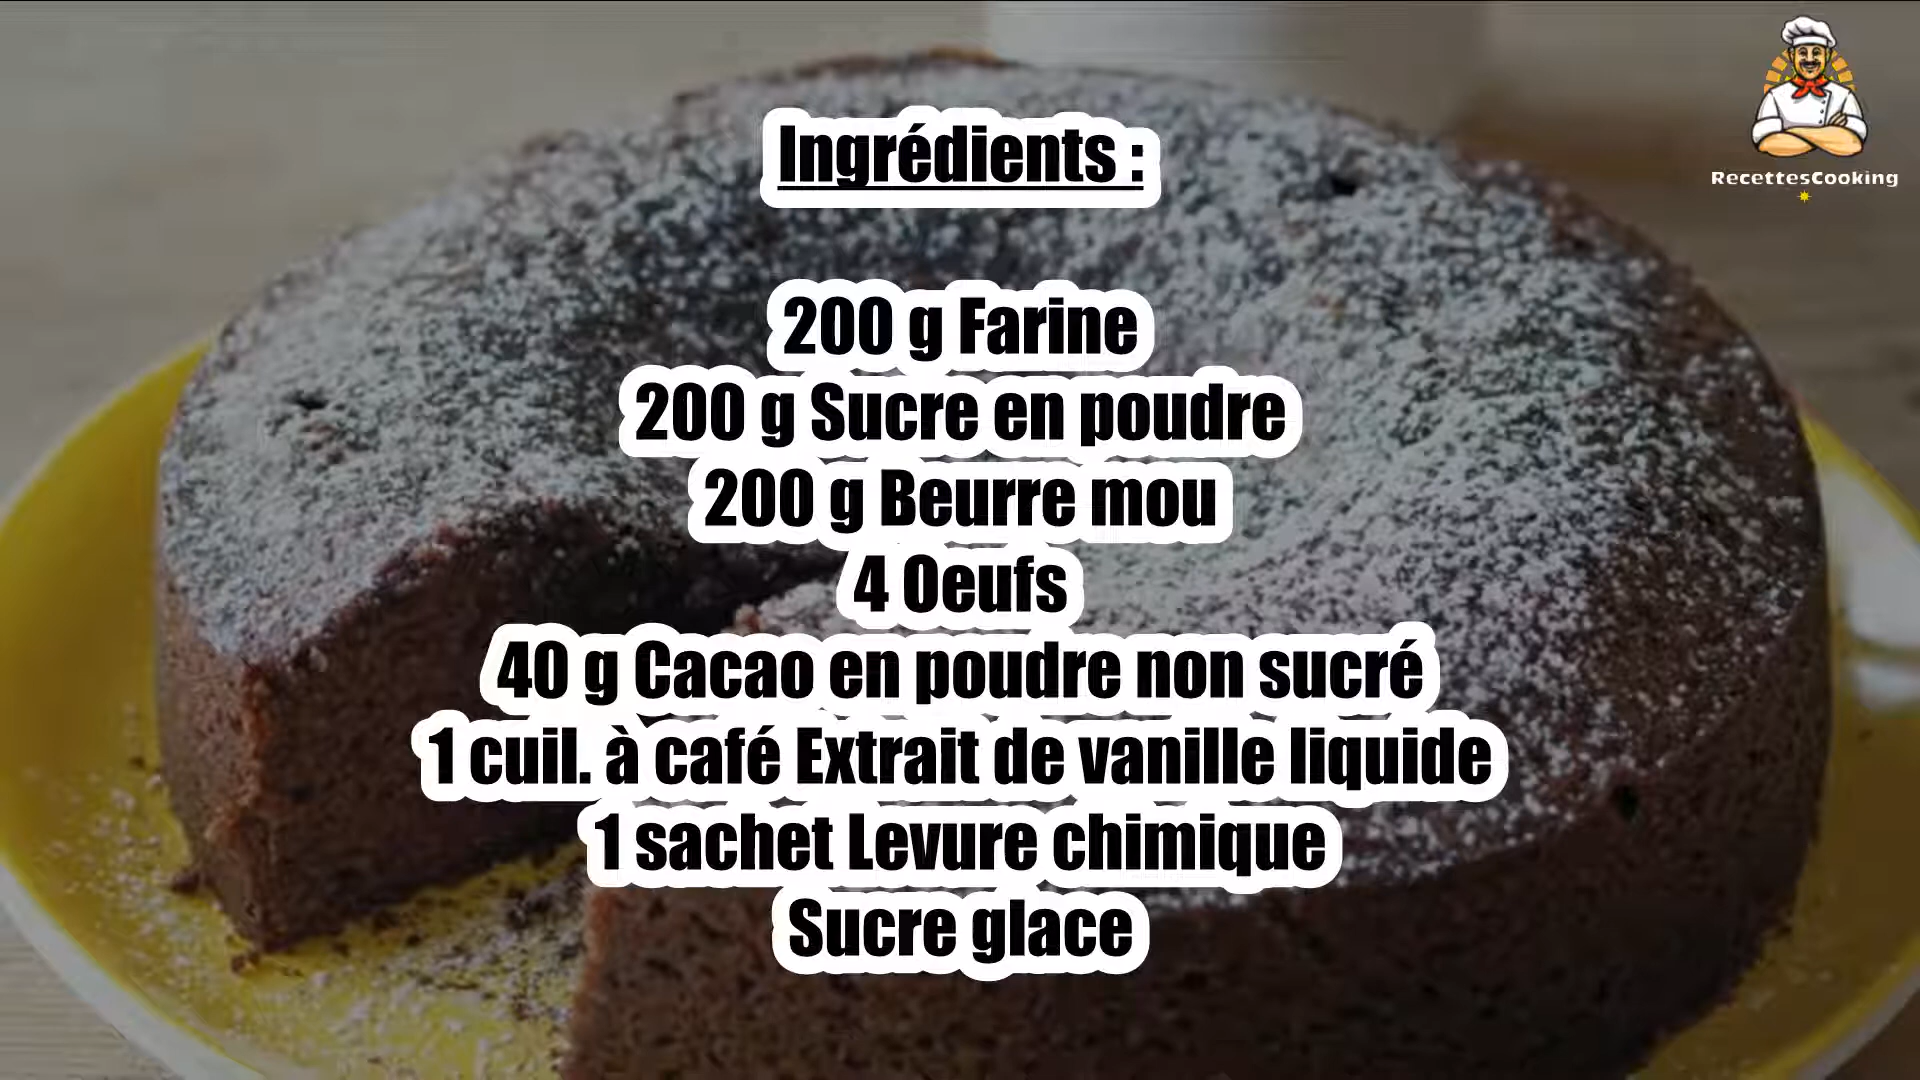 RecettesCooking
Ingrédients :
200 g Farine
200 g Sucre en poudre
200 g Beurre mou
4 Oeufs
40 g Cacao en poudre non sucré
1 cuil. à café Extrait de vanille liquide
1 sachet Levure chimique
Sucre glace